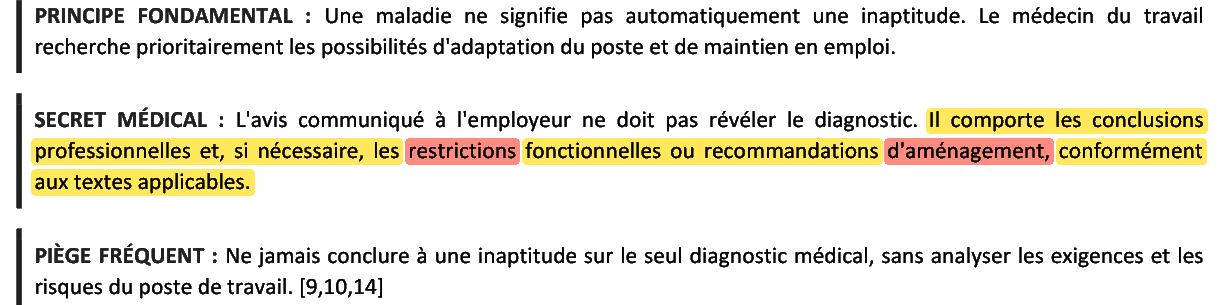 PRINCIPE FONDAMENTAL : Une maladie ne signifie pas automatiquement une inaptitude. Le médecin du travail
recherche prioritairement les possibilités d'adaptation du poste et de maintien en emploi.
SECRET MÉDICAL : L'avis communiqué à l'employeur ne doit pas révéler le diagnostic. Il comporte les conclusions
professionnelles et, si nécessaire, les restrictions fonctionnelles ou recommandations d'aménagement, conformément
aux textes applicables.
PIÈGE FRÉQUENT : Ne jamais conclure à une inaptitude sur le seul diagnostic médical, sans analyser les exigences et les
risques du poste de travail. [9,10,14]